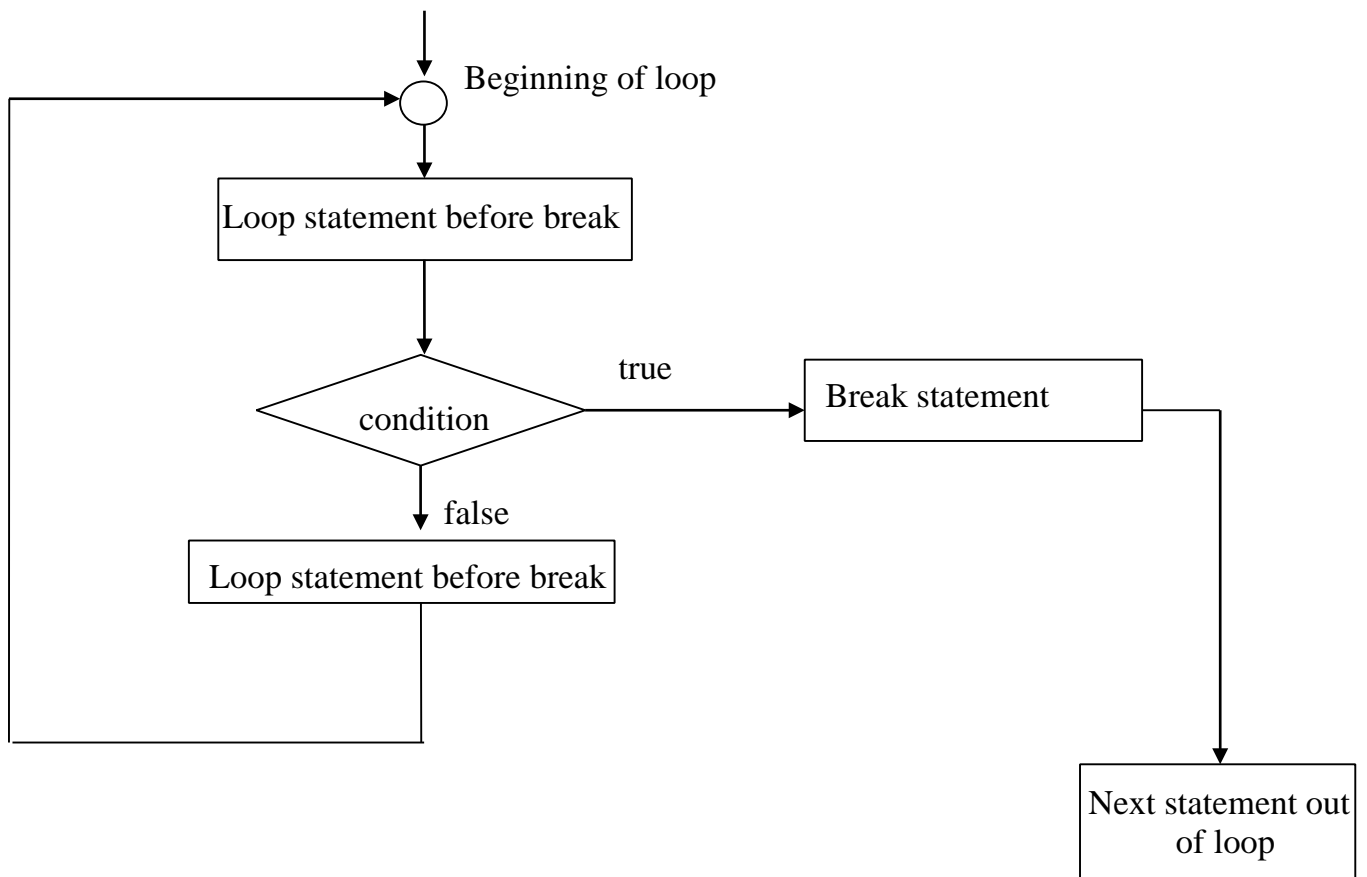 Beginning of loop
Loop statement before break
true
Break statement
condition
false
Loop statement before break
Next statement out
of loop